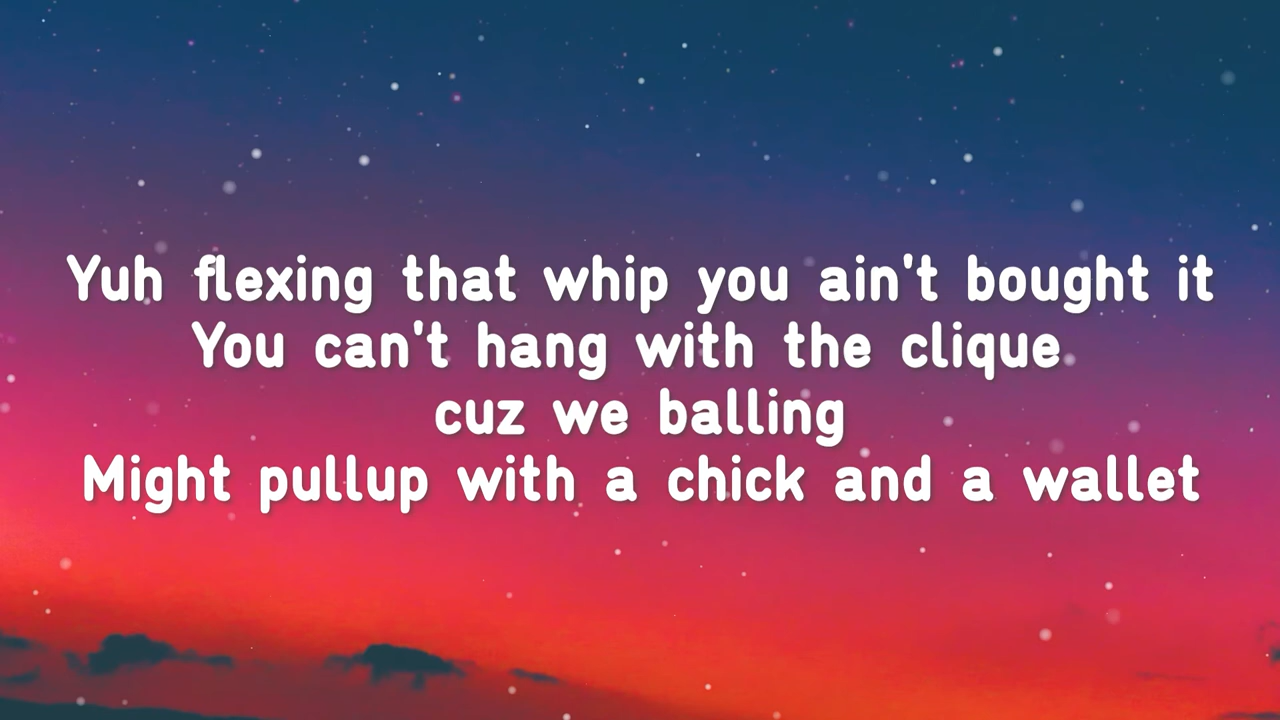 Yuh flexing that whip you ain't bought it
You can't hang with the clique
cuz we balling
Might pullup with a chick and a wallet